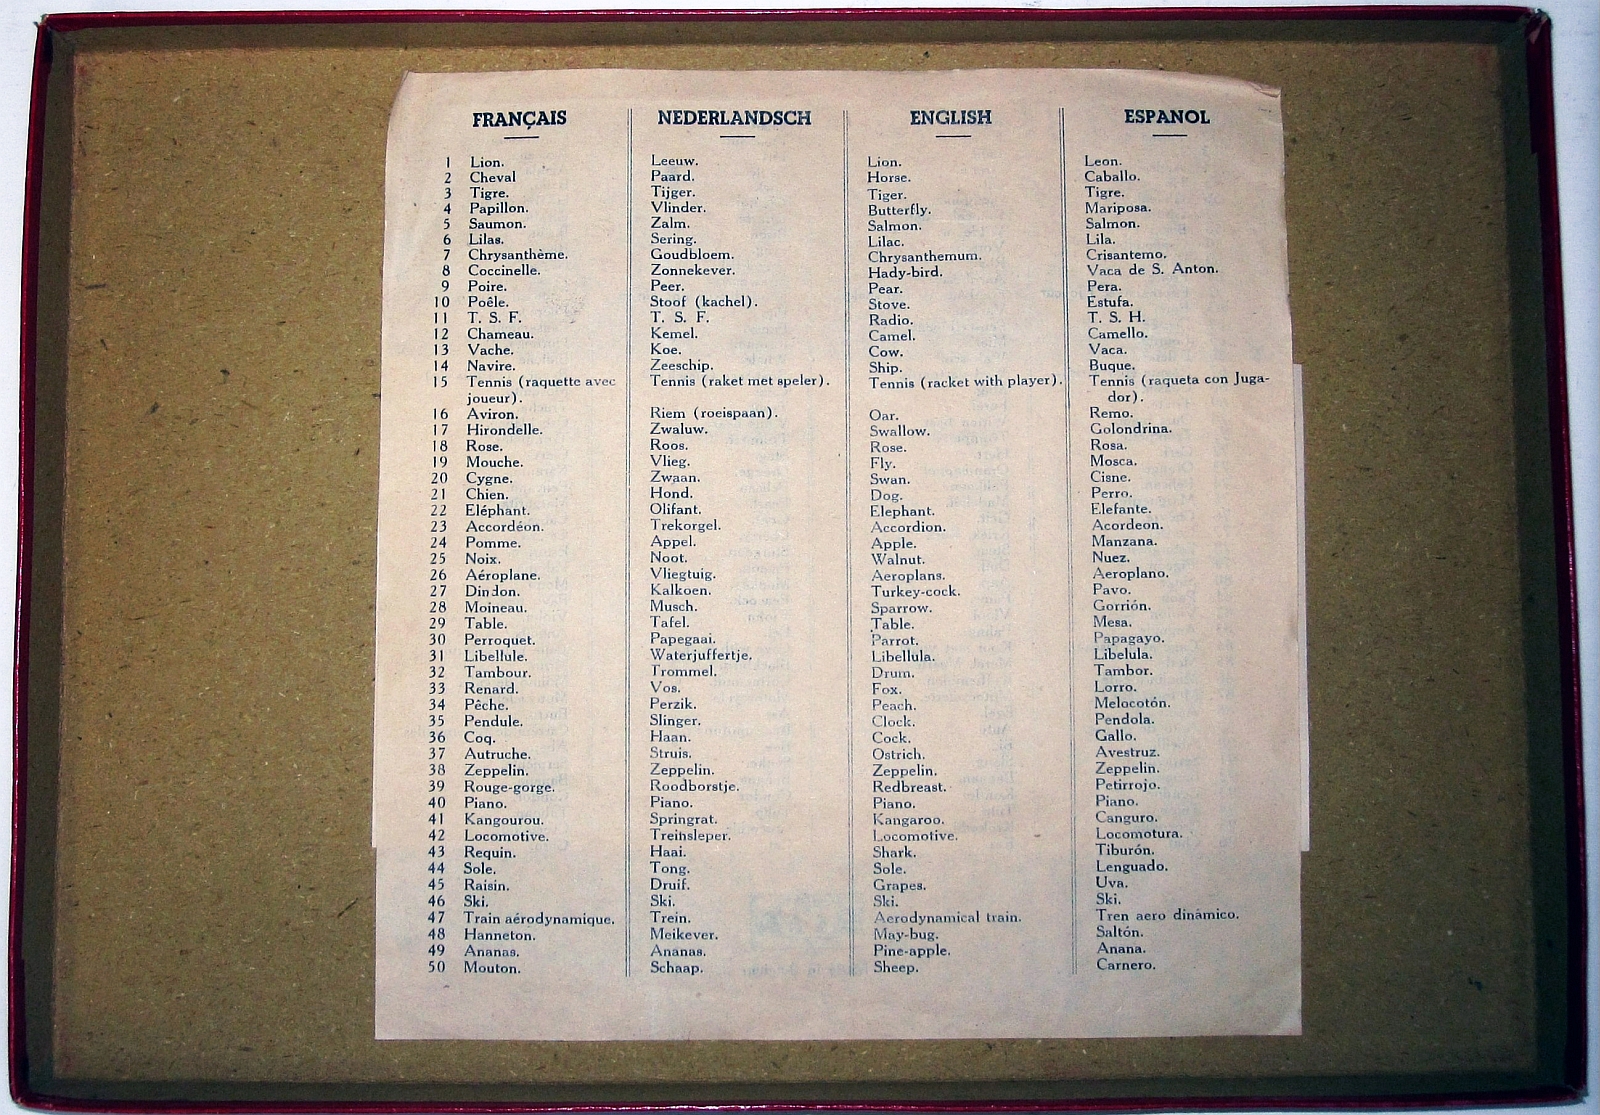 FRANÇAIS NEDERLANDSCH ENGLISH ESPANOL
1 Lion. Leeuw. Lion. Leon.
2 Cheval Paard. Horse. Caballo.
3 Tigre. Tijger. Tiger. Tigre.
4 Papillon. Vlinder. Butterfly. Mariposa.
5 Saumon. Zalm. Salmon. Salmon.
6 Lilas. Sering. Lilac. Lila.
7 Chrysanthème. Goudbloem. Chrysanthemum. Crisantemo.
8 Coccinelle. Zonnekever. Hady-bird. Vaca de S. Anton.
9 Poire. Peer. Pear. Pera.
10 Poêle. Stoof (kachel). Stove. Estufa.
11 T. S. F. T. S. F. Radio. T. S. H.
12 Chameau. Kemel. Camel. Camello.
13 Vache. Koe. Cow. Vaca.
14 Navire. Zeeschip. Ship. Buque.
15 Tennis (raquette avec Tennis (raket met speler). Tennis (racket with player). Tennis (raqueta con Juga-
joueur). dor).
16 Aviron. Riem (roeispaan). Oar. Remo.
17 Hirondelle. Zwaluw. Swallow. Golondrina.
18 Rose. Roos. Rose. Rosa.
19 Mouche. Vlieg. Fly. Mosca.
20 Cygne. Zwaan. Swan. Cisne.
21 Chien. Hond. Dog. Perro.
22 Eléphant. Olifant. Elephant. Elefante.
23 Accordéon. Trekorgel. Accordion. Acordeon.
24 Pomme. Appel. Apple. Manzana.
25 Noix. Noot. Walnut. Nuez.
26 Aéroplane. Vliegtuig. Aeroplans. Aeroplano.
27 Dindon. Kalkoen. Turkey-cock. Pavo.
28 Moineau. Musch. Sparrow. Gorrión.
29 Table. Tafel. Table. Mesa.
30 Perroquet. Papegaai. Parrot. Papagayo.
31 Libellule. Waterjuffertje. Libellula. Libelula.
32 Tambour. Trommel. Drum. Tambor.
33 Renard. Vos. Fox. Lorro.
34 Pêche. Perzik. Peach. Melocotón.
35 Pendule. Slinger. Clock. Pendola.
36 Coq. Haan. Cock. Gallo.
37 Autruche. Struis. Ostrich. Avestruz.
38 Zeppelin. Zeppelin. Zeppelin. Zeppelin.
39 Rouge-gorge. Roodborstje. Redbreast. Petirrojo.
40 Piano. Piano. Piano. Piano.
41 Kangourou. Springrat. Kangaroo. Canguro.
42 Locomotive. Treinsleper. Locomotive. Locomotura.
43 Requin. Haai. Shark. Tiburón.
44 Sole. Tong. Sole. Lenguado.
45 Raisin. Druif. Grapes. Uva.
46 Ski. Ski. Ski. Ski.
47 Train aérodynamique. Trein. Aerodynamical train. Tren aero dinámico.
48 Hanneton. Meikever. May-bug. Saltón.
49 Ananas. Ananas. Pine-apple. Anana.
50 Mouton. Schaap. Sheep. Carnero.